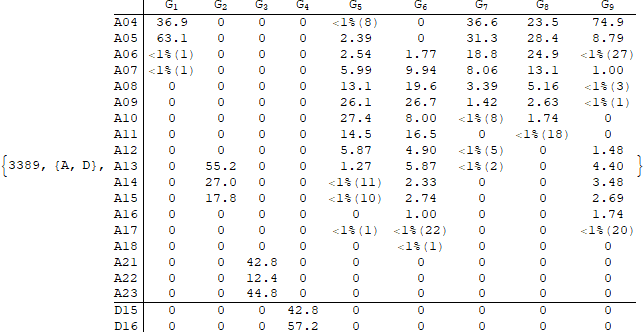 G1 G2 G3 G4 G5 G6 G7 G8 G9
A04 36.9 0 0 0 <1%(8) 0 36.6 23.5 74.9
A05 63.1 0 0 0 2.39 0 31.3 28.4 8.79
A06 <1%(1) 0 0 0 2.54 1.77 18.8 24.9 <1%(27)
A07 <1%(1) 0 0 0 5.99 9.94 8.06 13.1 1.00
A08 0 0 0 0 13.1 19.6 3.39 5.16 <1%(3)
A09 0 0 0 0 26.1 26.7 1.42 2.63 <1%(1)
A10 0 0 0 0 27.4 8.00 <1%(8) 1.74 0
A11 0 0 0 0 14.5 16.5 0 <1%(18) 0
A12 0 0 0 0 5.87 4.90 <1%(5) 0 1.48
{3389, {A, D}, A13 0 55.2 0 0 1.27 5.87 <1%(2) 0 4.40 }
A14 0 27.0 0 0 <1%(11) 2.33 0 0 3.48
A15 0 17.8 0 0 <1%(10) 2.74 0 0 2.69
A16 0 0 0 0 0 1.00 0 0 1.74
A17 0 0 0 0 <1%(1) <1%(22) 0 0 <1%(20)
A18 0 0 0 0 0 <1%(1) 0 0 0
A21 0 0 42.8 0 0 0 0 0 0
A22 0 0 12.4 0 0 0 0 0 0
A23 0 0 44.8 0 0 0 0 0 0
D15 0 0 0 42.8 0 0 0 0 0
D16 0 0 0 57.2 0 0 0 0 0